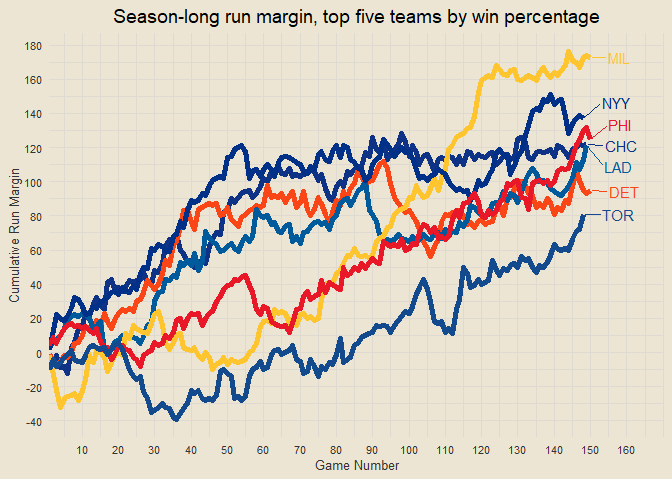 Season-long run margin, top five teams by win percentage
Cumulative Run Margin
180
160
140
120
100
80
60
40
20
0
-20
-40
MIL
NYY
PHI
CHC
LAD
DET
TOR
10 20 30 40 50 60 70 80 90 100 110 120 130 140 150 160
Game Number